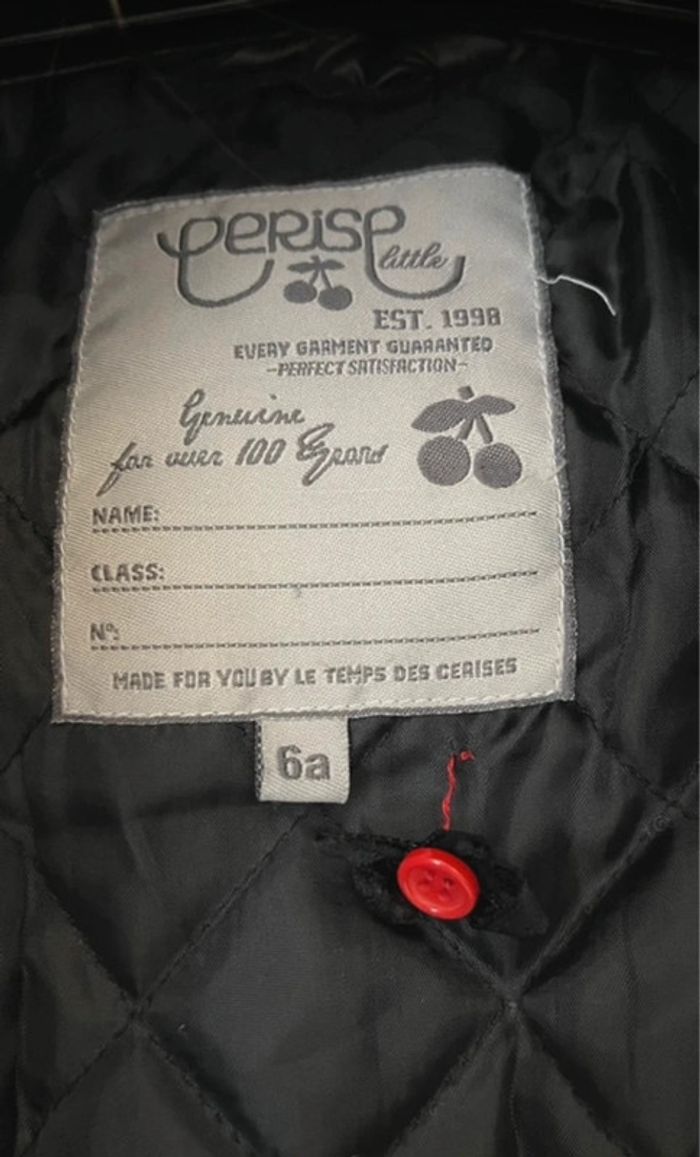 CERISE
little
EST. 1998
EVERY GARMENT GUARANTED
-PERFECT SATISFACTION-
Genuine
for over 100 Years
NAME:
CLASS:
Nº:
MADE FOR YOU BY LE TEMPS DES CERISES
6a